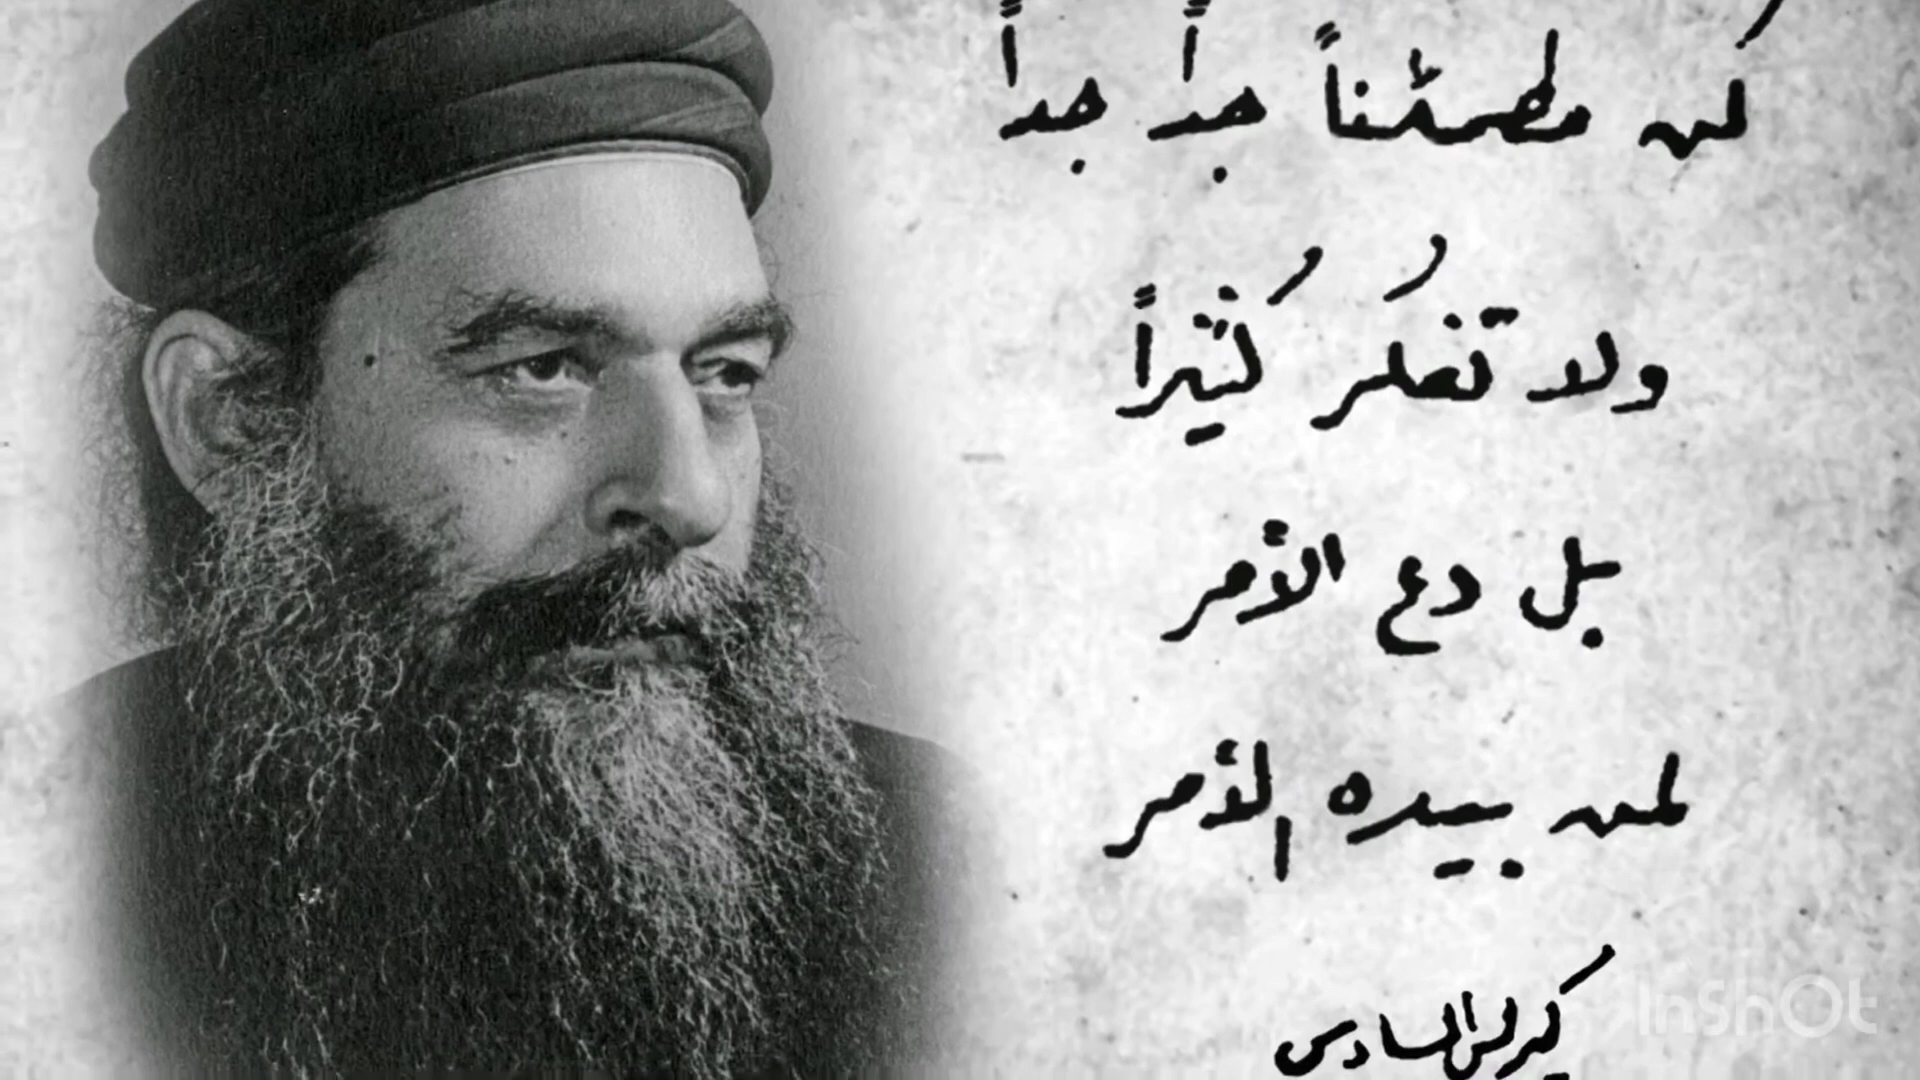 كن مطمئناً جداً جداً
ولا تفكر كثيراً
بل دع الأمر
لمن بيده الأمر
كيرلس السادس
InShOt